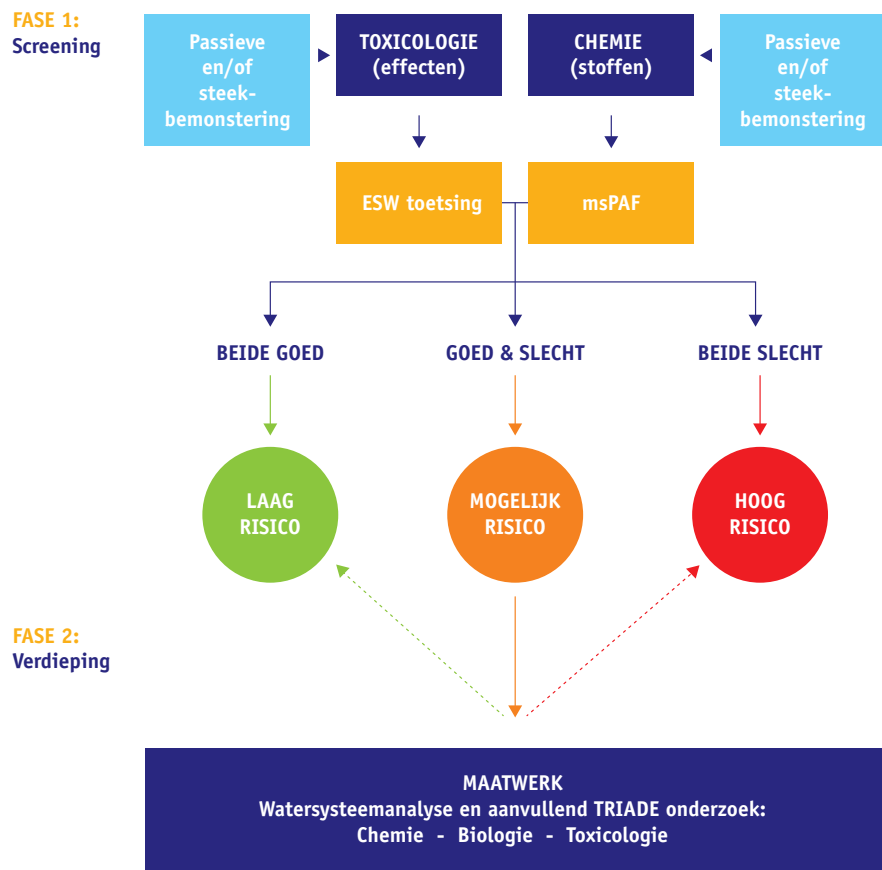 FASE 1:
Screening
Passieve
en/of
steek-
bemonstering
TOXICOLOGIE
(effecten)
CHEMIE
(stoffen)
Passieve
en/of
steek-
bemonstering
ESW toetsing
msPAF
BEIDE GOED
GOED & SLECHT
BEIDE SLECHT
LAAG
RISICO
MOGELIJK
RISICO
HOOG
RISICO
FASE 2:
Verdieping
MAATWERK
Watersysteemanalyse en aanvullend TRIADE onderzoek:
Chemie - Biologie - Toxicologie